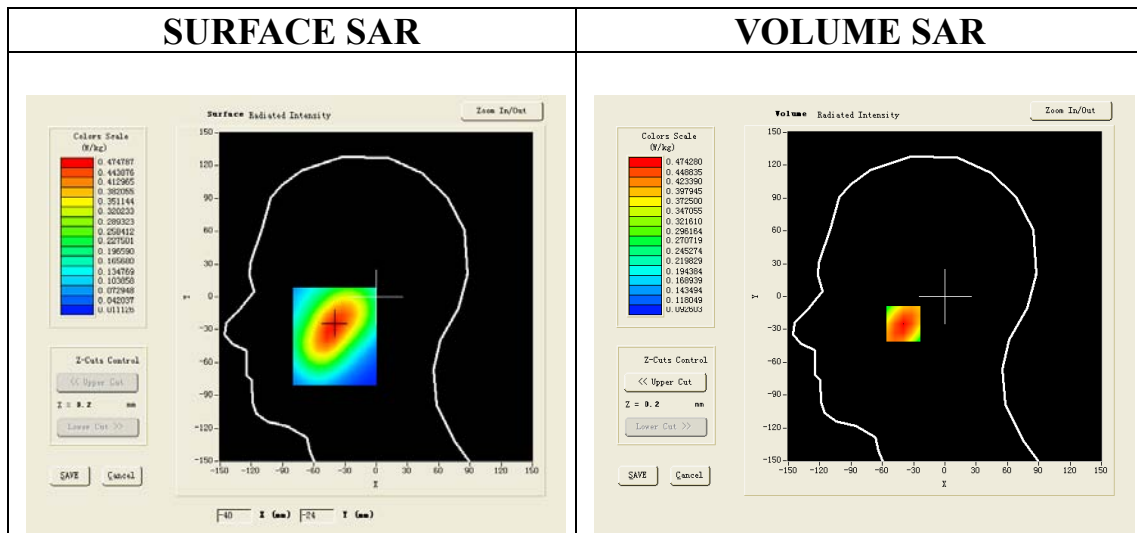 SURFACE SAR
VOLUME SAR
Surface Radiated Intensity
Zoom In/Out
Colors Scale
(W/kg)
0.474787
0.443876
0.412965
0.382055
0.351144
0.320233
0.289323
0.258412
0.227501
0.196590
0.165680
0.134769
0.103858
0.072948
0.042037
0.011126
150
120
90
60
30
0
-30
-60
-90
-120
-150
Y
-150 -120 -90 -60 -30 0 30 60 90 120 150
X
Z-Cuts Control
<< Upper Cut
Z = 0.2 mm
Lower Cut >>
SAVE Cancel
-40 X (mm) -24 Y (mm)
Volume Radiated Intensity
Zoom In/Out
Colors Scale
(W/kg)
0.474280
0.448835
0.423390
0.397945
0.372500
0.347055
0.321610
0.296164
0.270719
0.245274
0.219829
0.194384
0.168939
0.143494
0.118049
0.092603
150
120
90
60
30
0
-30
-60
-90
-120
-150
Y
-150 -120 -90 -60 -30 0 30 60 90 120 150
X
Z-Cuts Control
<< Upper Cut
Z = 0.2 mm
Lower Cut >>
SAVE Cancel